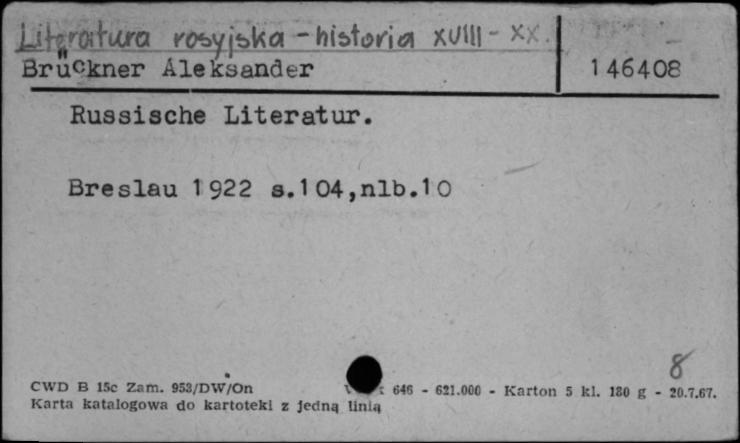 Literatura rosyjska - historia XVIII - XX.
Brückner Aleksander 146408
Russische Literatur.
Breslau 1922 s.104,nlb.10
8
CWD B 15c Zam. 953/DW/On 646 - 621.000 - Karton 5 kl. 180 g - 20.7.67.
Karta katalogowa do kartoteki z jedną linią